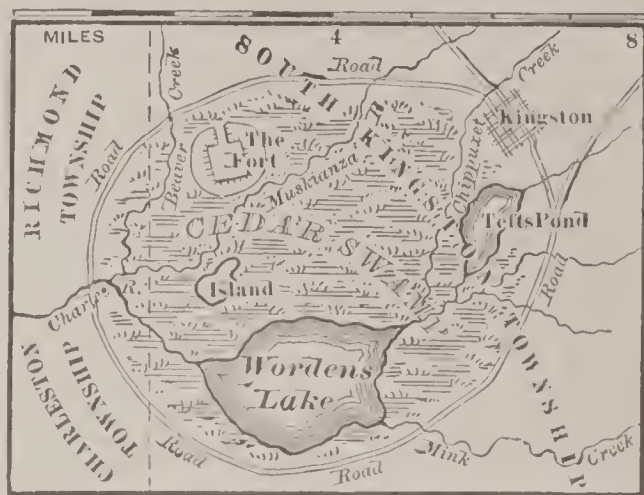 MILES 4 8
SOUTH KINGSTON TOWNSHIP
RICHMOND
TOWNSHIP
Road
Creek
Beaver
Road
Creek
Kingston
The
Fort
Muskianza R
Chippuxet
Tefts Pond
CEDAR SWAMP
Road
Island
Charles R.
Wordens
Lake
CHARLESTON
TOWNSHIP
Road
Road
Mink
Creek